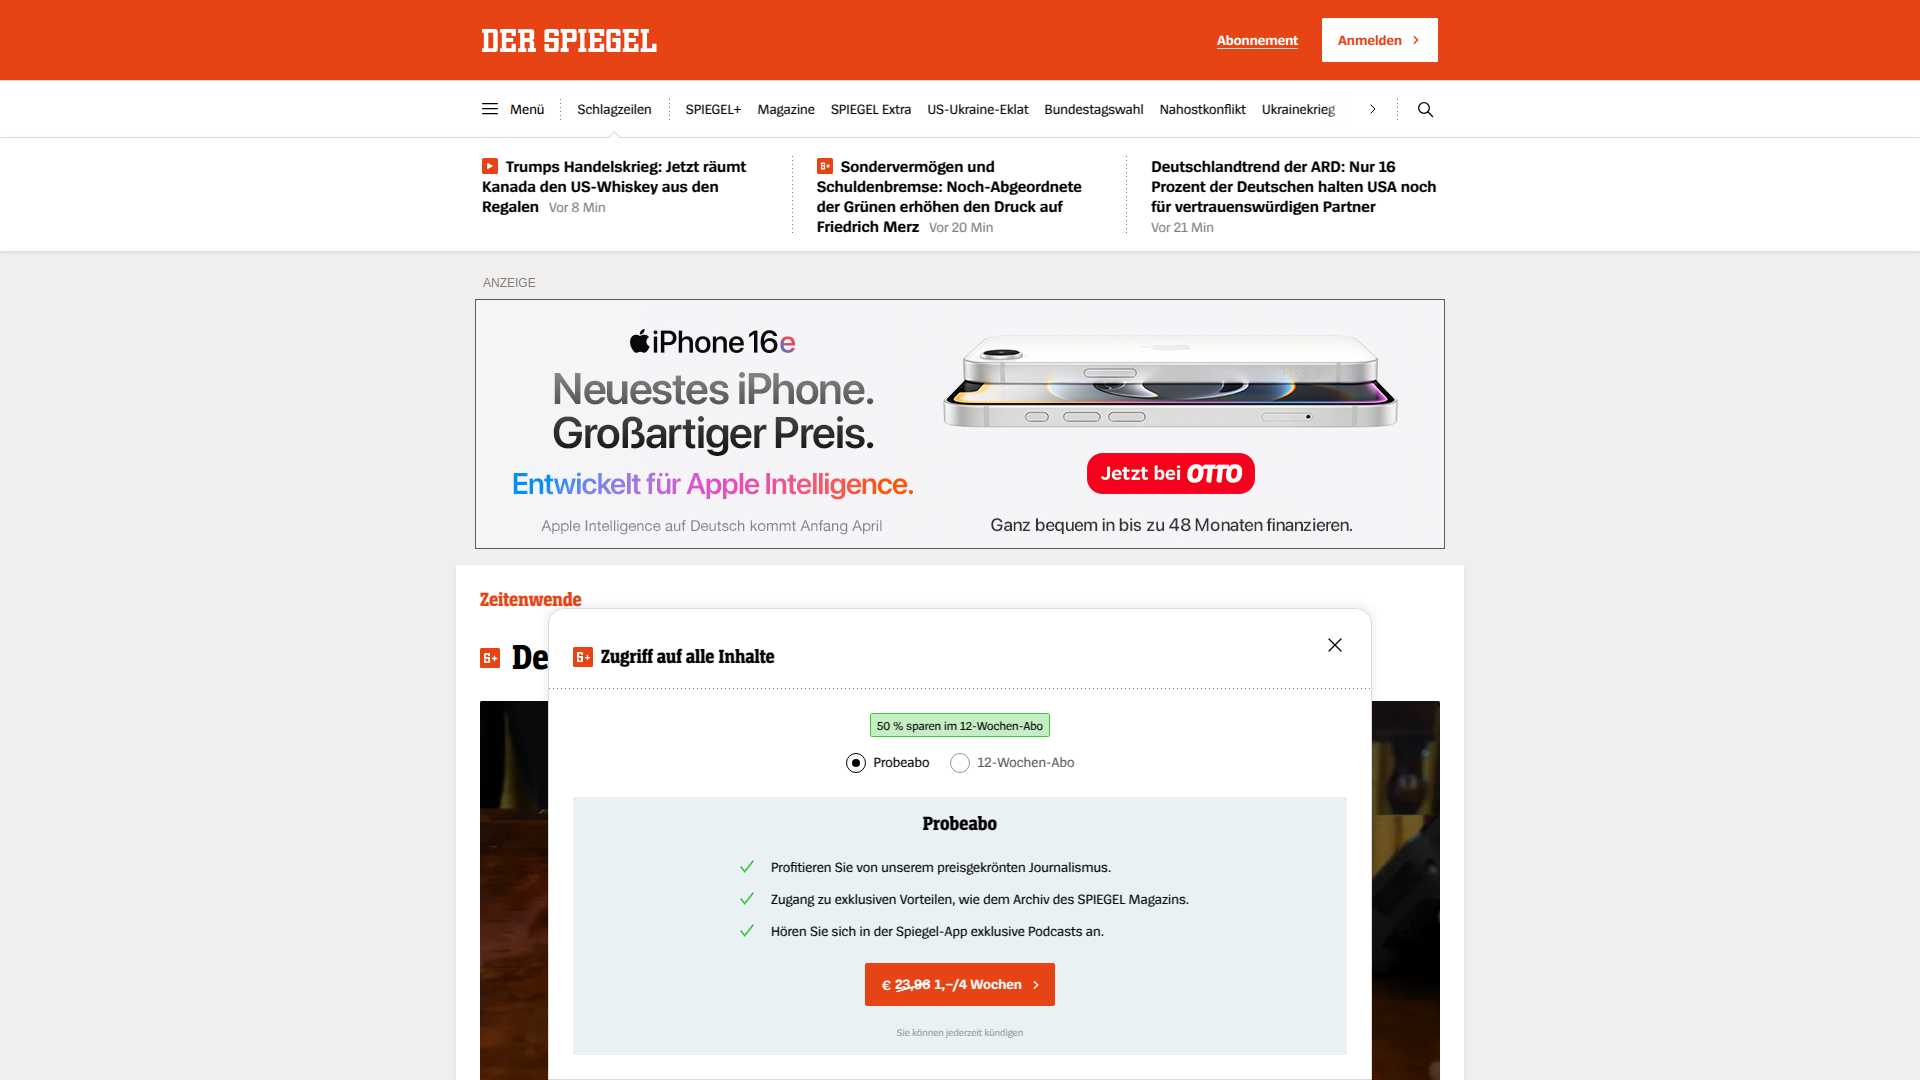 DER SPIEGEL
Abonnement
Anmelden
Menü
Schlagzeilen
SPIEGEL+
Magazine
SPIEGEL Extra
US-Ukraine-Eklat
Bundestagswahl
Nahostkonflikt
Ukrainekrieg
Trumps Handelskrieg: Jetzt räumt
Kanada den US-Whiskey aus den
Regalen Vor 8 Min
Sondervermögen und
Schuldenbremse: Noch-Abgeordnete
der Grünen erhöhen den Druck auf
Friedrich Merz Vor 20 Min
Deutschlandtrend der ARD: Nur 16
Prozent der Deutschen halten USA noch
für vertrauenswürdigen Partner
Vor 21 Min
ANZEIGE
iPhone 16e
Neuestes iPhone.
Großartiger Preis.
Entwickelt für Apple Intelligence.
Apple Intelligence auf Deutsch kommt Anfang April
Jetzt bei OTTO
Ganz bequem in bis zu 48 Monaten finanzieren.
Zeitenwende
De
Zugriff auf alle Inhalte
50 % sparen im 12-Wochen-Abo
Probeabo
12-Wochen-Abo
Probeabo
Profitieren Sie von unserem preisgekrönten Journalismus.
Zugang zu exklusiven Vorteilen, wie dem Archiv des SPIEGEL Magazins.
Hören Sie sich in der Spiegel-App exklusive Podcasts an.
€ 23,96 1,–/4 Wochen
Sie können jederzeit kündigen